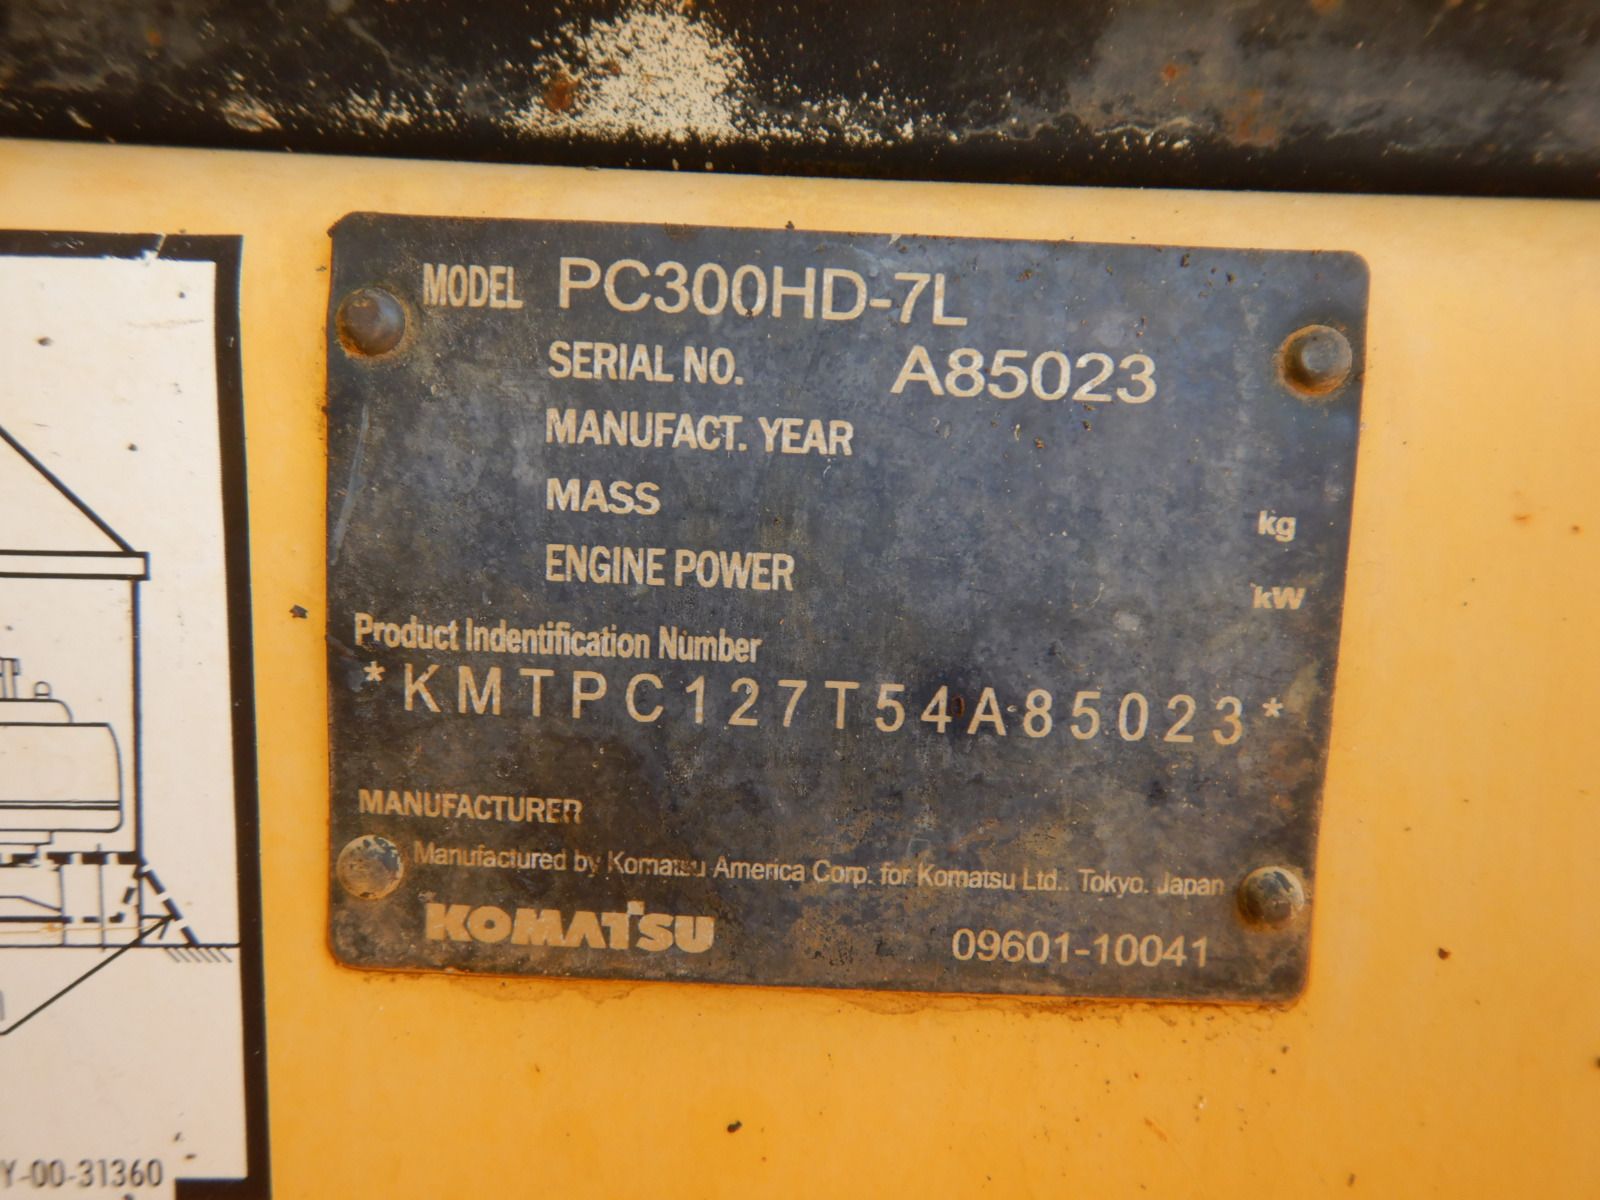 MODEL PC300HD-7L
SERIAL NO. A85023
MANUFACT. YEAR
MASS kg
ENGINE POWER kW
Product Indentification Number
*KMTPC127T54A85023*
MANUFACTURER
Manufactured by Komatsu America Corp. for Komatsu Ltd., Tokyo, Japan
KOMATSU 09601-10041
Y-00-31360